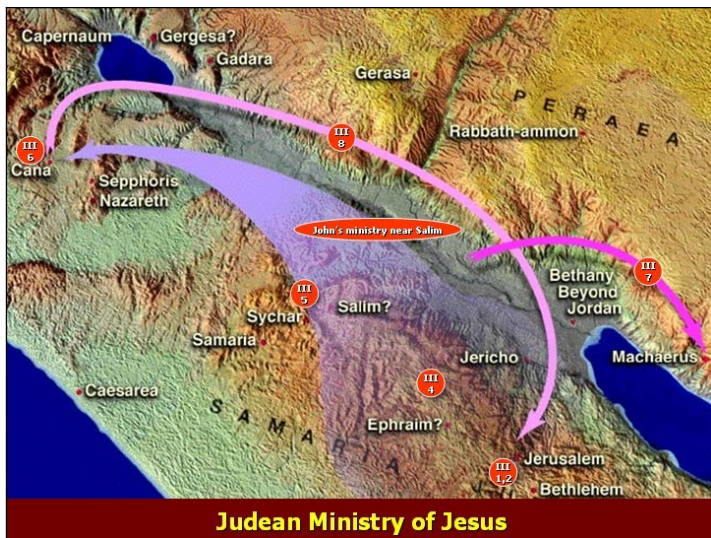 Capernaum
Gergesa?
Gadara
Gerasa
PERAEA
Rabbath-ammon
III
8
III
6
Cana
Sepphoris
Nazareth
John's ministry near Salim
III
7
Bethany
Beyond
Jordan
III
5
Salim?
Sychar
Samaria
Jericho
Machaerus
III
4
Caesarea
SAMARIA
Ephraim?
Jerusalem
III
1,2
Bethlehem
Judean Ministry of Jesus